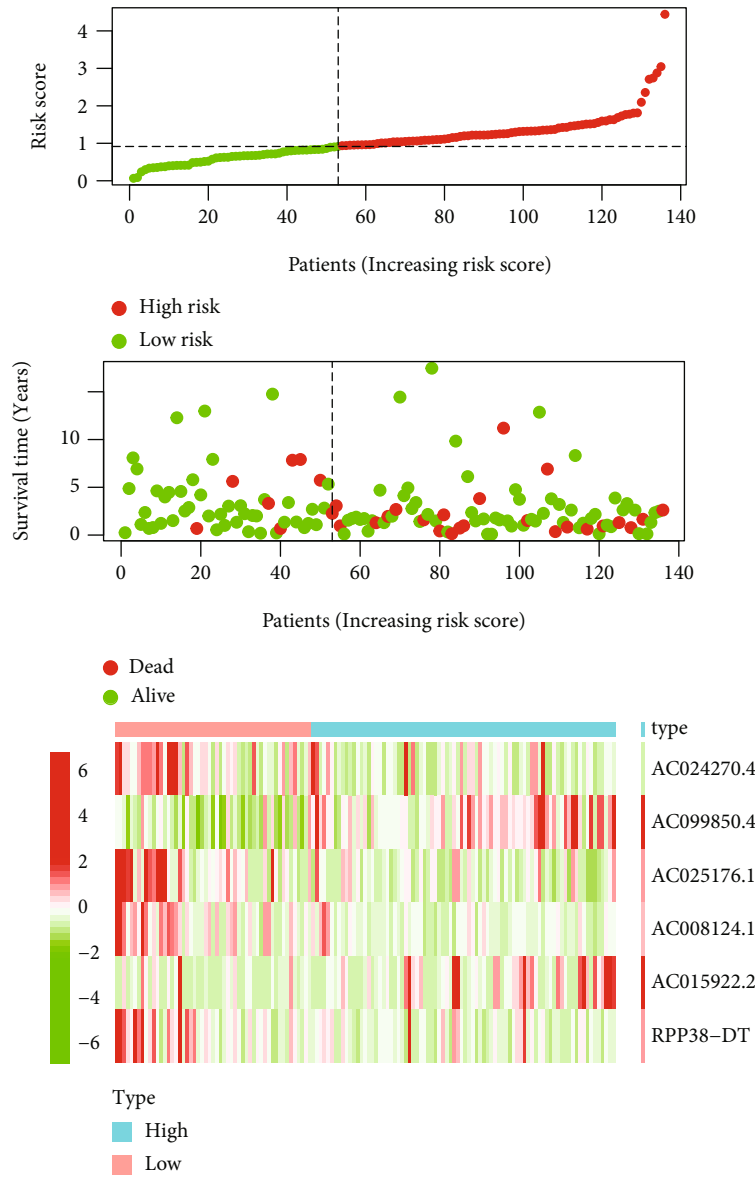 Risk score
4
3
2
1
0
0 20 40 60 80 100 120 140
Patients (Increasing risk score)
High risk
Low risk
Survival time (Years)
10
5
0
0 20 40 60 80 100 120 140
Patients (Increasing risk score)
Dead
Alive
type
6
4
2
0
−2
−4
−6
AC024270.4
AC099850.4
AC025176.1
AC008124.1
AC015922.2
RPP38−DT
Type
High
Low